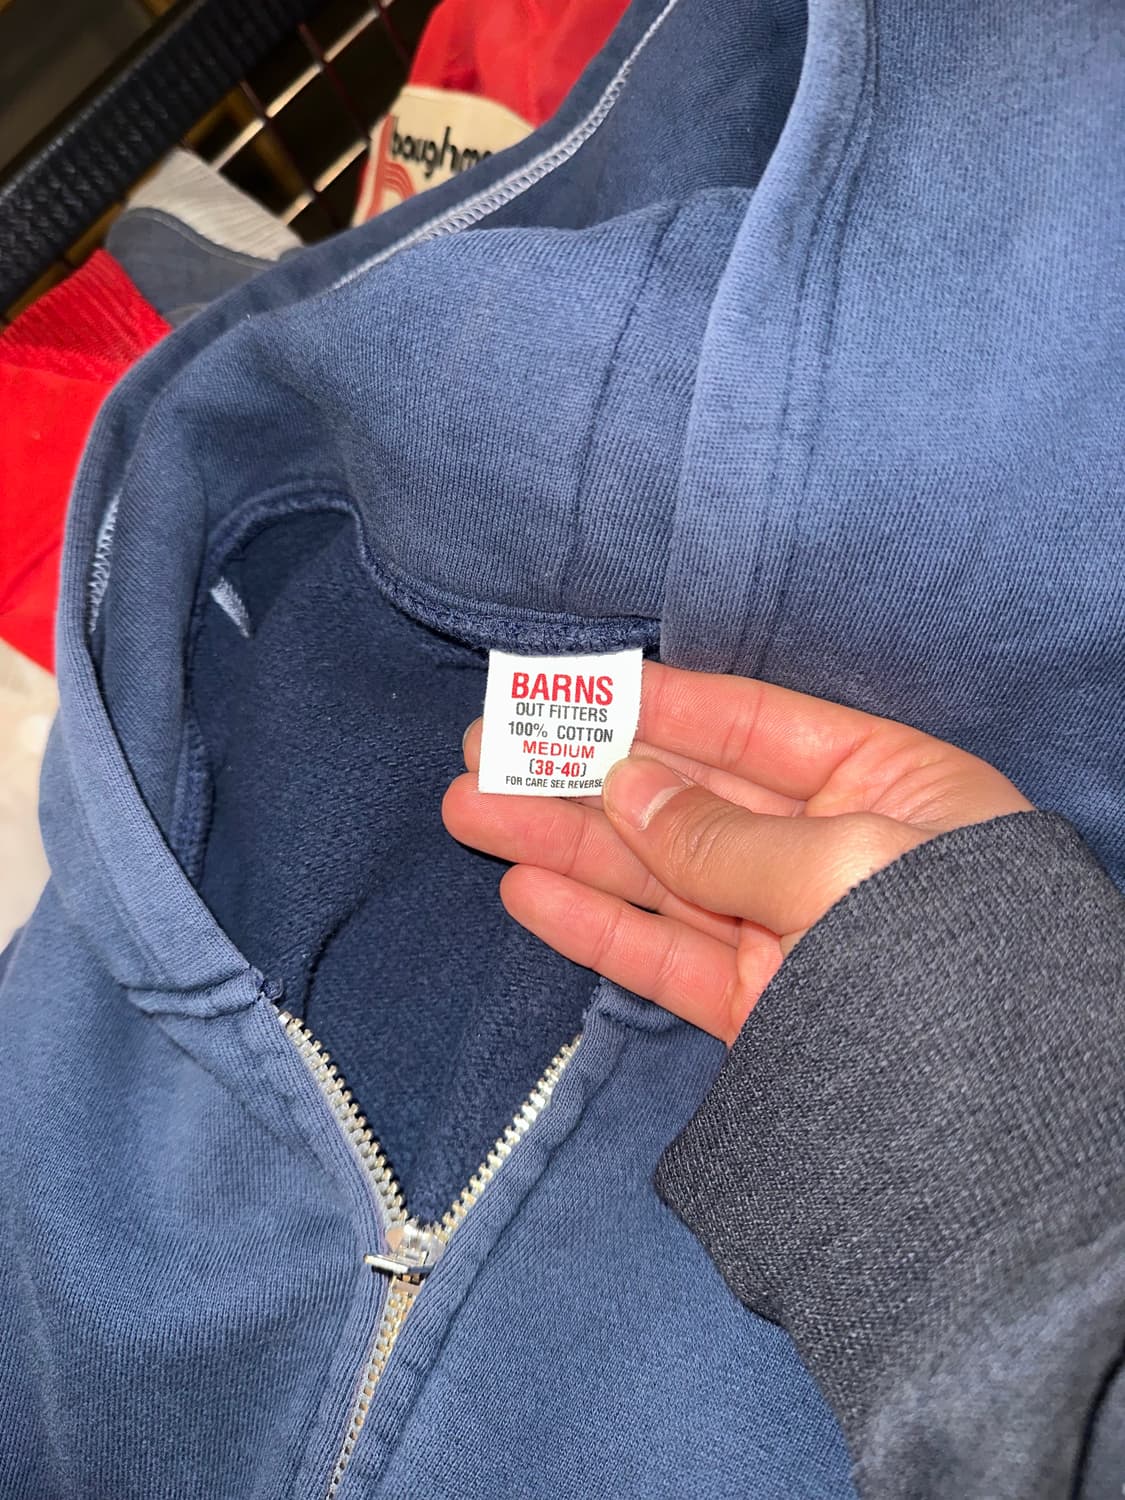 BARNS
OUT FITTERS
100% COTTON
MEDIUM
(38-40)
FOR CARE SEE REVERSE